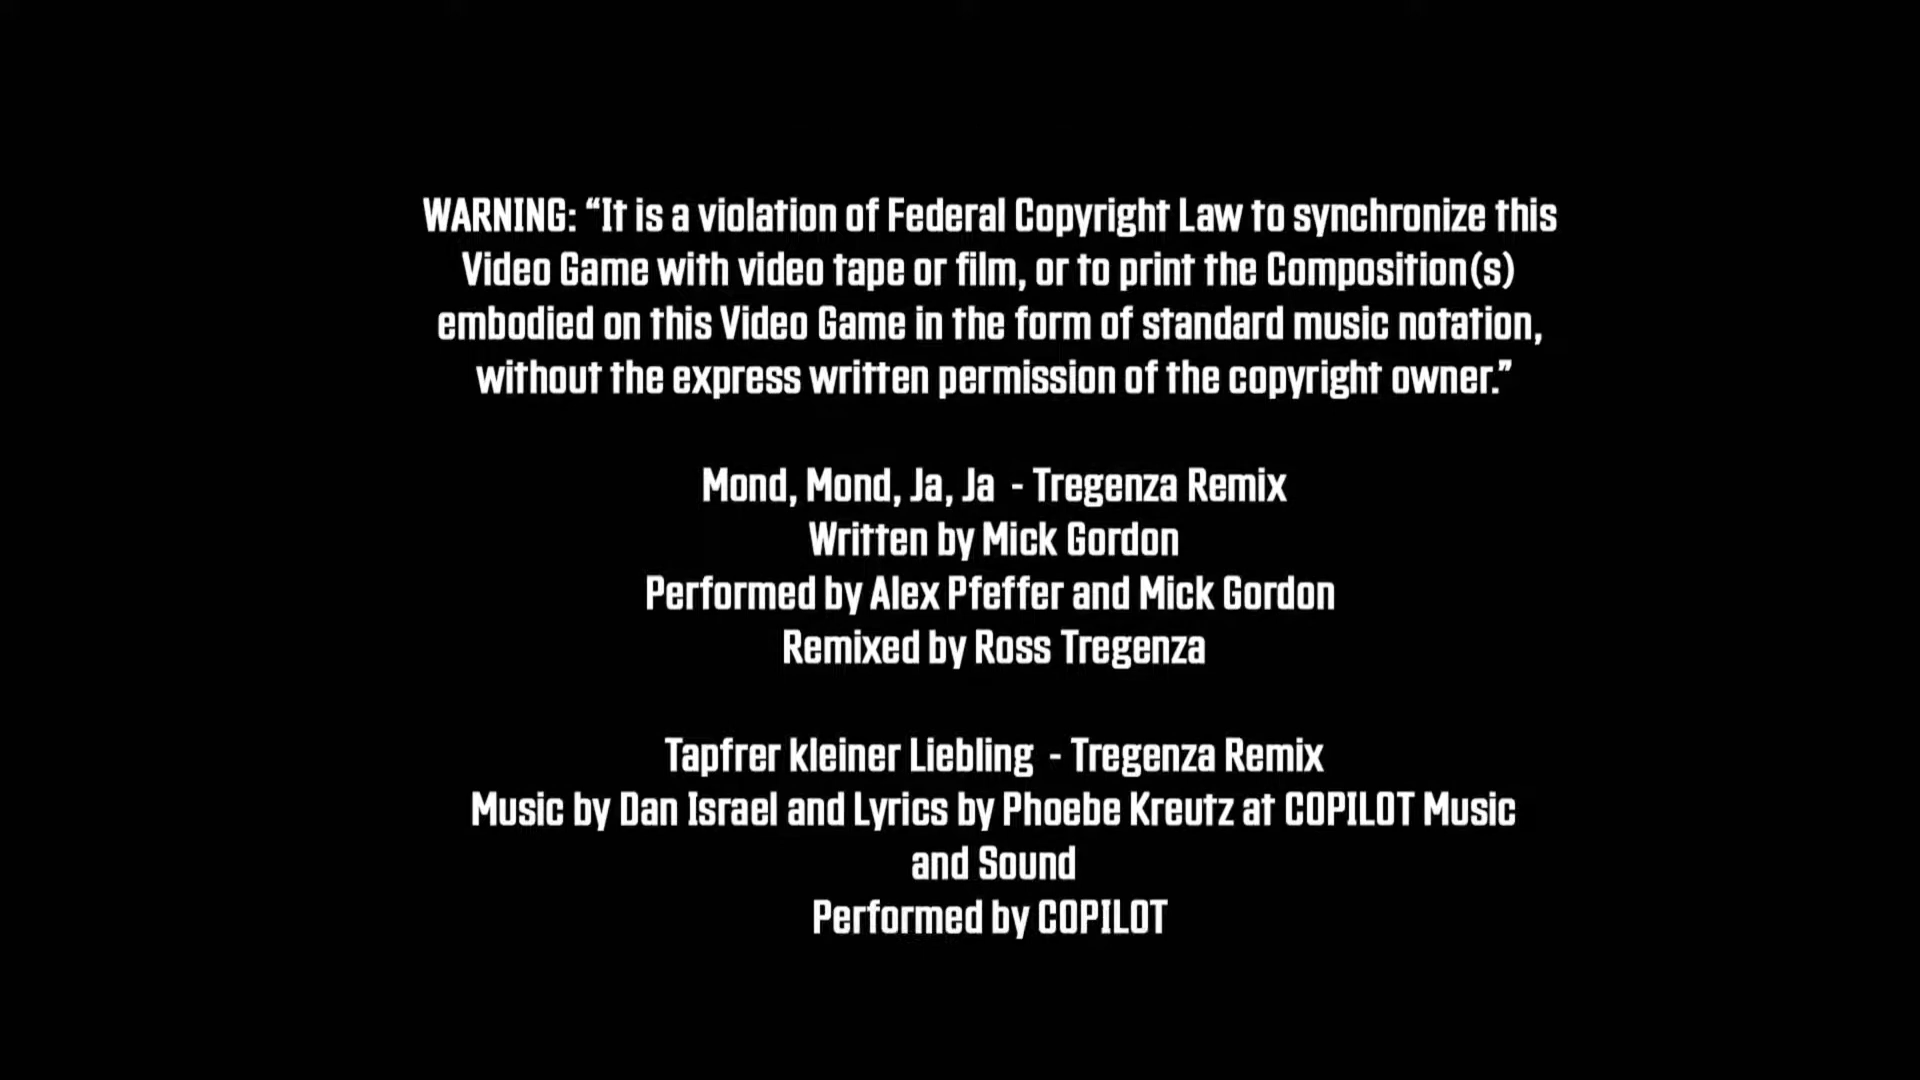 WARNING: “It is a violation of Federal Copyright Law to synchronize this
Video Game with video tape or film, or to print the Composition(s)
embodied on this Video Game in the form of standard music notation,
without the express written permission of the copyright owner.”
Mond, Mond, Ja, Ja - Tregenza Remix
Written by Mick Gordon
Performed by Alex Pfeffer and Mick Gordon
Remixed by Ross Tregenza
Tapfrer kleiner Liebling - Tregenza Remix
Music by Dan Israel and Lyrics by Phoebe Kreutz at COPILOT Music
and Sound
Performed by COPILOT